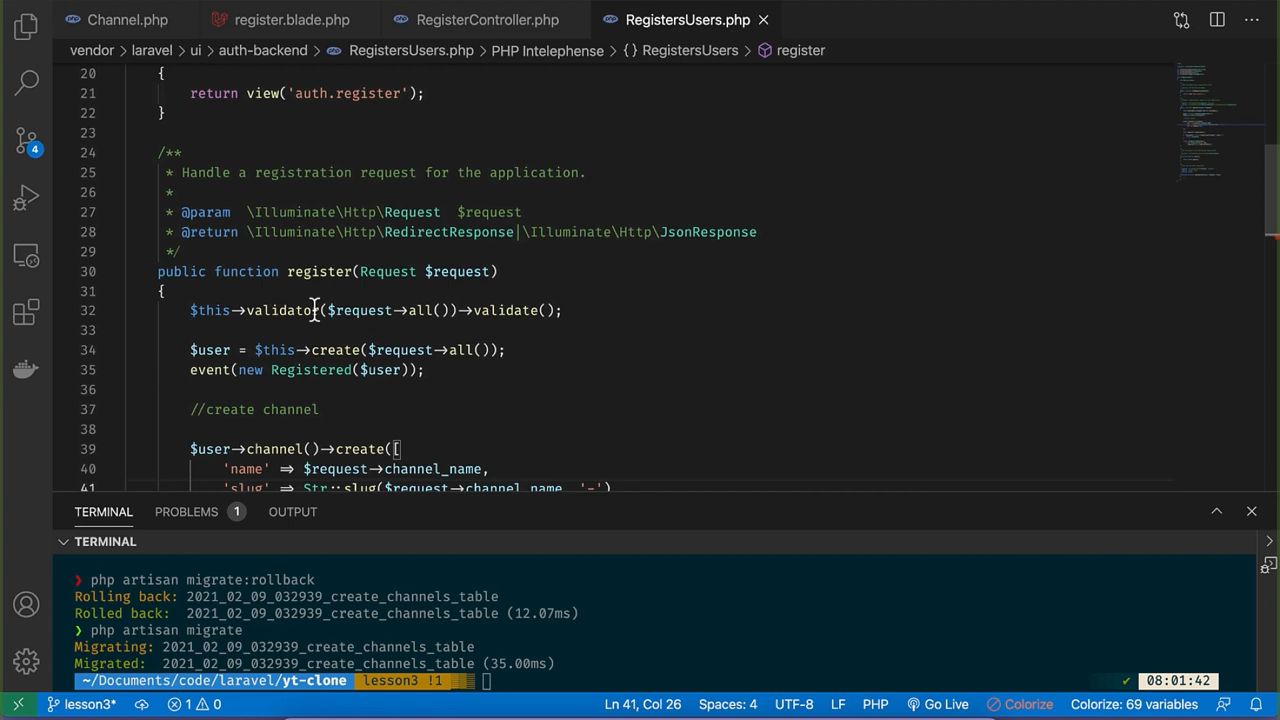 Channel.php register.blade.php RegisterController.php RegistersUsers.php
vendor laravel ui auth-backend RegistersUsers.php PHP Intelephense {} RegistersUsers register
20 {
21 return view('auth.register');
22 }
23
24 /**
25 * Handle a registration request for the application.
26 *
27 * @param \Illuminate\Http\Request $request
28 * @return \Illuminate\Http\RedirectResponse|\Illuminate\Http\JsonResponse
29 */
30 public function register(Request $request)
31 {
32 $this->validator($request->all())->validate();
33
34 $user = $this->create($request->all());
35 event(new Registered($user));
36
37 //create channel
38
39 $user->channel()->create([
40 'name' => $request->channel_name,
41 'slug' => Str::slug($request->channel_name, '-')
4
TERMINAL PROBLEMS 1 OUTPUT
TERMINAL
❯ php artisan migrate:rollback
Rolling back: 2021_02_09_032939_create_channels_table
Rolled back: 2021_02_09_032939_create_channels_table (12.07ms)
❯ php artisan migrate
Migrating: 2021_02_09_032939_create_channels_table
Migrated: 2021_02_09_032939_create_channels_table (35.00ms)
~/Documents/code/laravel/yt-clone lesson3 !1 ✓ 08:01:42
lesson3* 1 0 Ln 41, Col 26 Spaces: 4 UTF-8 LF PHP Go Live Colorize Colorize: 69 variables